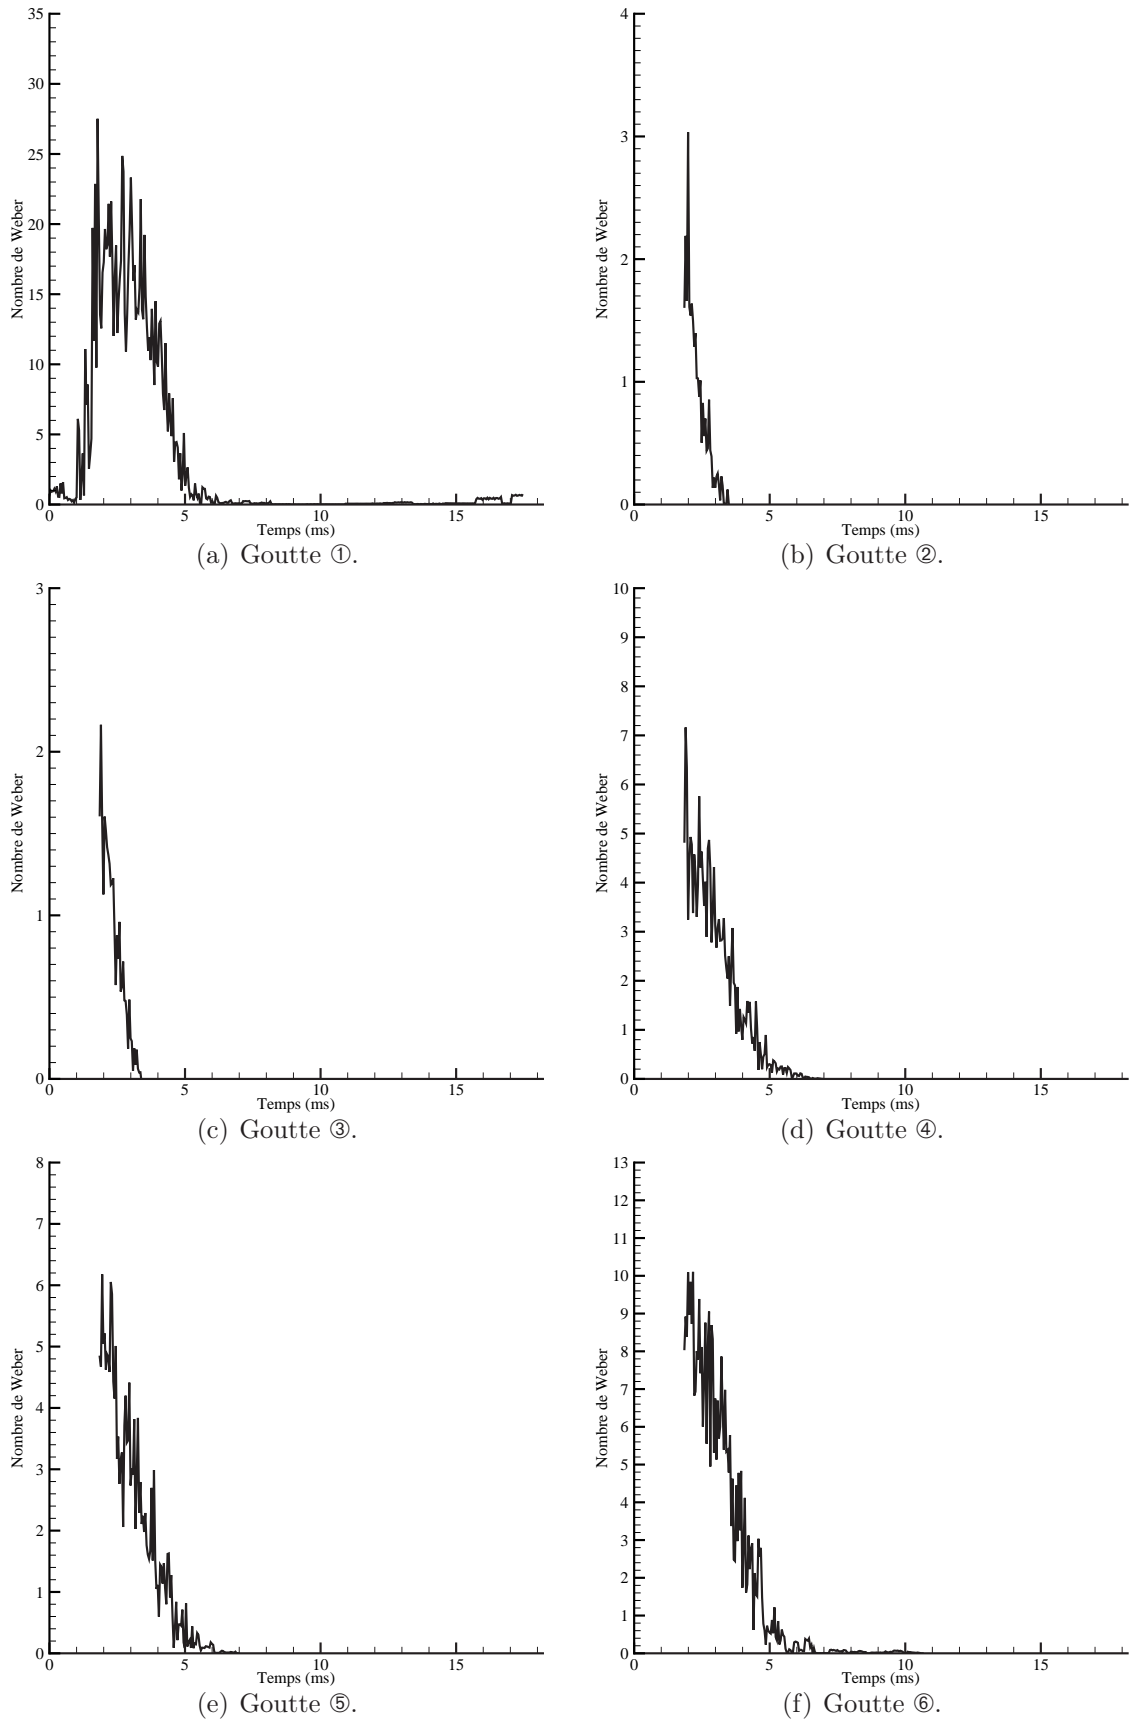 35
30
25
20
15
10
5
0
Nombre de Weber
0 5 10 15
Temps (ms)
(a) Goutte ①.
4
3
2
1
0
Nombre de Weber
0 5 10 15
Temps (ms)
(b) Goutte ②.
3
2
1
0
Nombre de Weber
0 5 10 15
Temps (ms)
(c) Goutte ③.
10
9
8
7
6
5
4
3
2
1
0
Nombre de Weber
0 5 10 15
Temps (ms)
(d) Goutte ④.
8
7
6
5
4
3
2
1
0
Nombre de Weber
0 5 10 15
Temps (ms)
(e) Goutte ⑤.
13
12
11
10
9
8
7
6
5
4
3
2
1
0
Nombre de Weber
0 5 10 15
Temps (ms)
(f) Goutte ⑥.